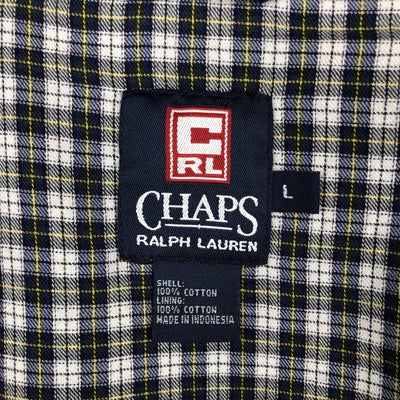 C
RL
CHAPS
RALPH LAUREN
L
SHELL:
100% COTTON
LINING:
100% COTTON
MADE IN INDONESIA